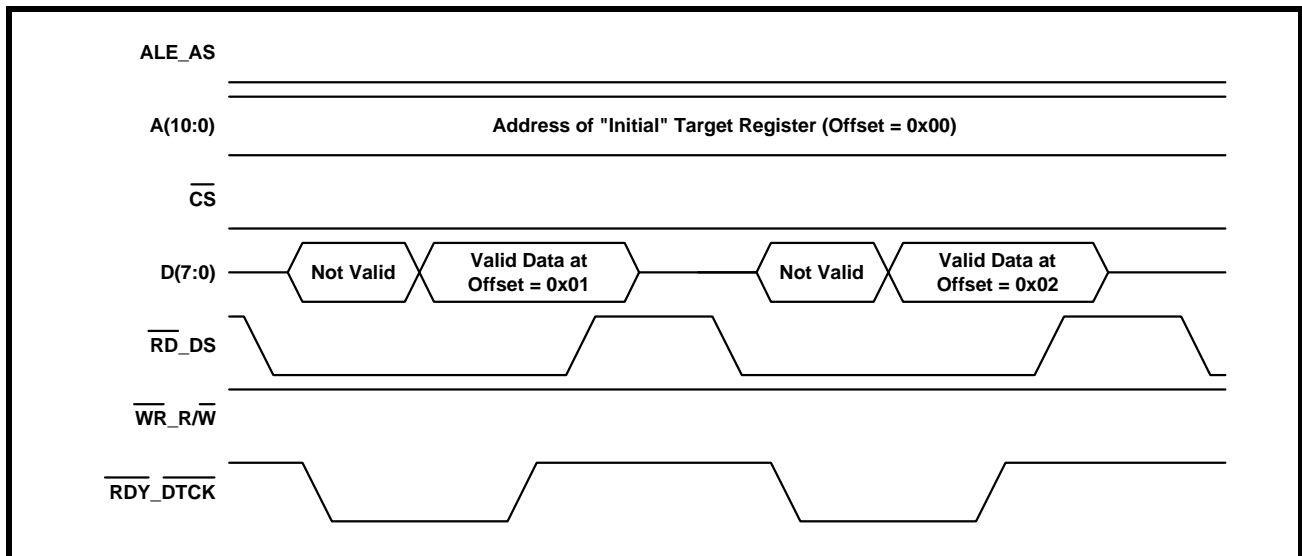 ALE_AS
A(10:0)
Address of "Initial" Target Register (Offset = 0x00)
CS
D(7:0)
Not Valid
Valid Data at
Offset = 0x01
Not Valid
Valid Data at
Offset = 0x02
RD_DS
WR_R/W
RDY_DTCK